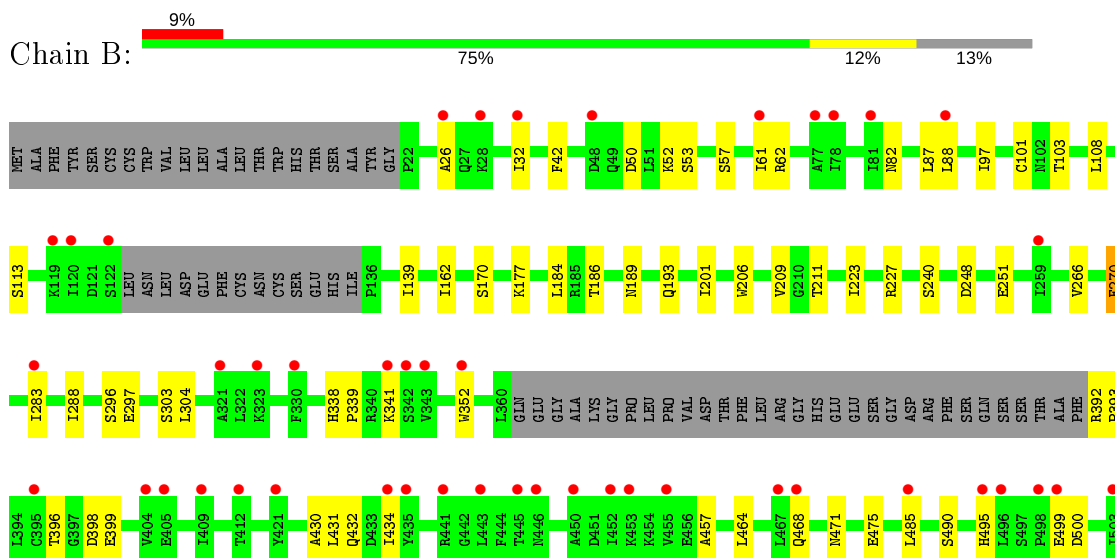 9%
Chain B:
75% 12% 13%
MET ALA PHE TYR SER CYS CYS TRP VAL LEU LEU ALA LEU THR TRP HIS THR SER ALA TYR GLY P22 A26 Q27 K28 I32 F42 D48 Q49 D50 L51 K52 S53 S57 I61 R62 A77 I78 I81 N82 L87 L88 I97 C101 N102 T103 L108
S113 K119 I120 D121 S122 LEU ASN LEU ASP GLU PHE CYS ASN CYS SER GLU HIS ILE P136 I139 I162 S170 K177 L184 R185 T186 N189 Q193 I201 W206 V209 G210 T211 I223 R227 S240 D248 E251 I259 V266
I283 I288 S296 E297 S303 L304 A321 L322 K323 F330 H338 P339 R340 K341 S342 V343 W352 L360 GLN GLU GLY ALA LYS GLY PRO LEU PRO VAL ASP THR PHE LEU ARG GLY HIS GLU GLU SER GLY ASP ARG PHE SER GLN SER SER THR ALA PHE R392
L394 C395 T396 G397 D398 E399 V404 E405 I409 T412 Y421 A430 L431 Q432 D433 I434 Y435 R441 G442 L443 F444 T445 N446 A450 D451 I452 K453 K454 V455 E456 A457 L464 L467 Q468 N471 E475 L485 S490 H495 L496 S497 P498 E499 D500